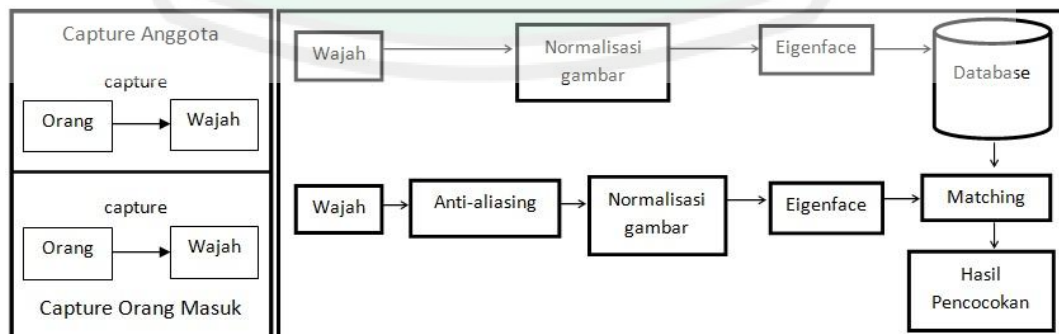 Capture Anggota
capture
Orang
Wajah
capture
Orang
Wajah
Capture Orang Masuk
Wajah
Normalisasi
gambar
Eigenface
Database
Wajah
Anti-aliasing
Normalisasi
gambar
Eigenface
Matching
Hasil
Pencocokan